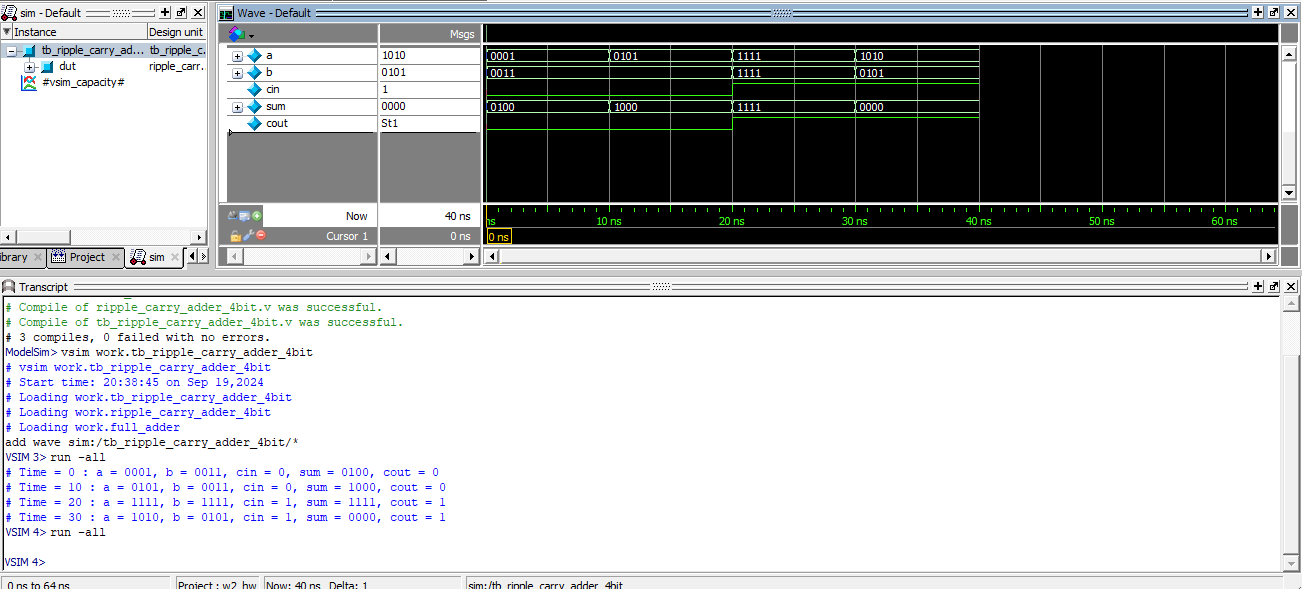 sim - Default
Instance Design unit
tb_ripple_carry_ad... tb_ripple_c...
dut ripple_carr...
#vsim_capacity#
ibrary Project sim
Wave - Default
Msgs
a 1010 0001 0101 1111 1010
b 0101 0011 1111 0101
cin 1
sum 0000 0100 1000 1111 0000
cout St1
Now 40 ns ns 10 ns 20 ns 30 ns 40 ns 50 ns 60 ns
Cursor 1 0 ns 0 ns
Transcript
# Compile of ripple_carry_adder_4bit.v was successful.
# Compile of tb_ripple_carry_adder_4bit.v was successful.
# 3 compiles, 0 failed with no errors.
ModelSim> vsim work.tb_ripple_carry_adder_4bit
# vsim work.tb_ripple_carry_adder_4bit
# Start time: 20:38:45 on Sep 19,2024
# Loading work.tb_ripple_carry_adder_4bit
# Loading work.ripple_carry_adder_4bit
# Loading work.full_adder
add wave sim:/tb_ripple_carry_adder_4bit/*
VSIM 3> run -all
# Time = 0 : a = 0001, b = 0011, cin = 0, sum = 0100, cout = 0
# Time = 10 : a = 0101, b = 0011, cin = 0, sum = 1000, cout = 0
# Time = 20 : a = 1111, b = 1111, cin = 1, sum = 1111, cout = 1
# Time = 30 : a = 1010, b = 0101, cin = 1, sum = 0000, cout = 1
VSIM 4> run -all
VSIM 4>
0 ns to 64 ns Project : w2_hw Now: 40 ns Delta: 1 sim:/tb_ripple_carry_adder_4bit